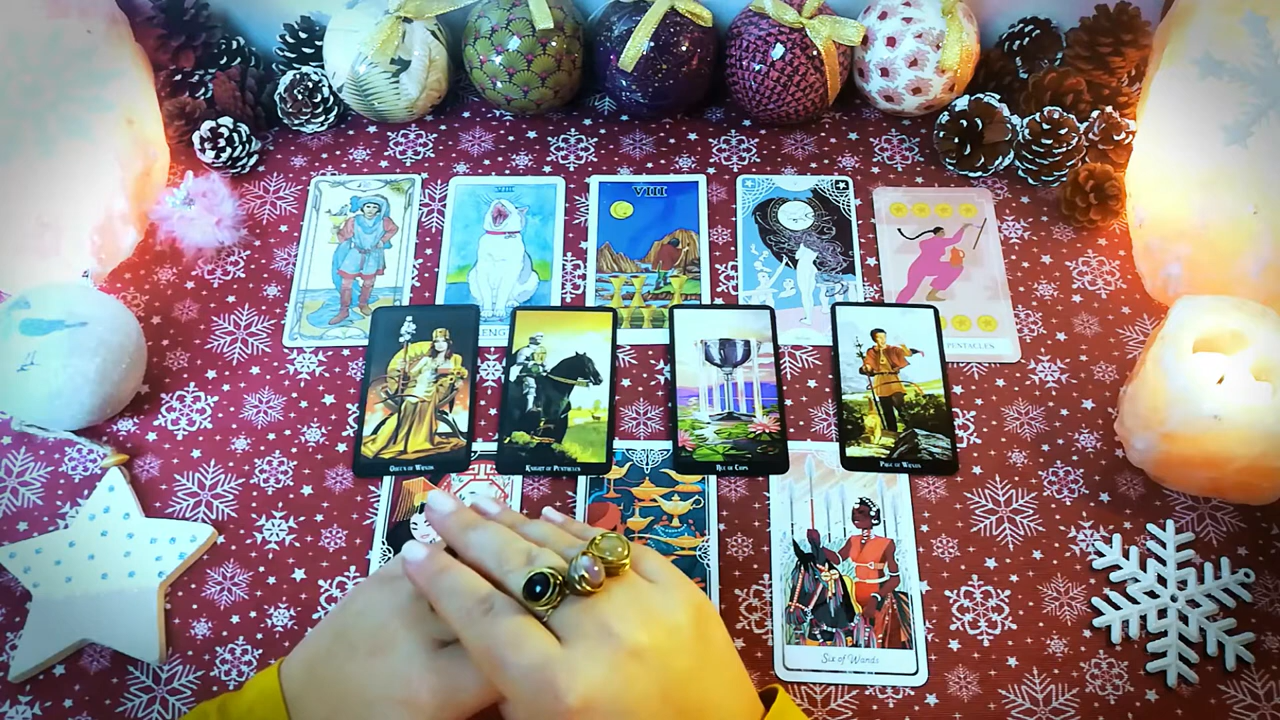 VIII
VIII
PENTACLES
QUEEN OF WANDS
KNIGHT OF PENTACLES
ACE OF CUPS
PAGE OF WANDS
Six of Wands